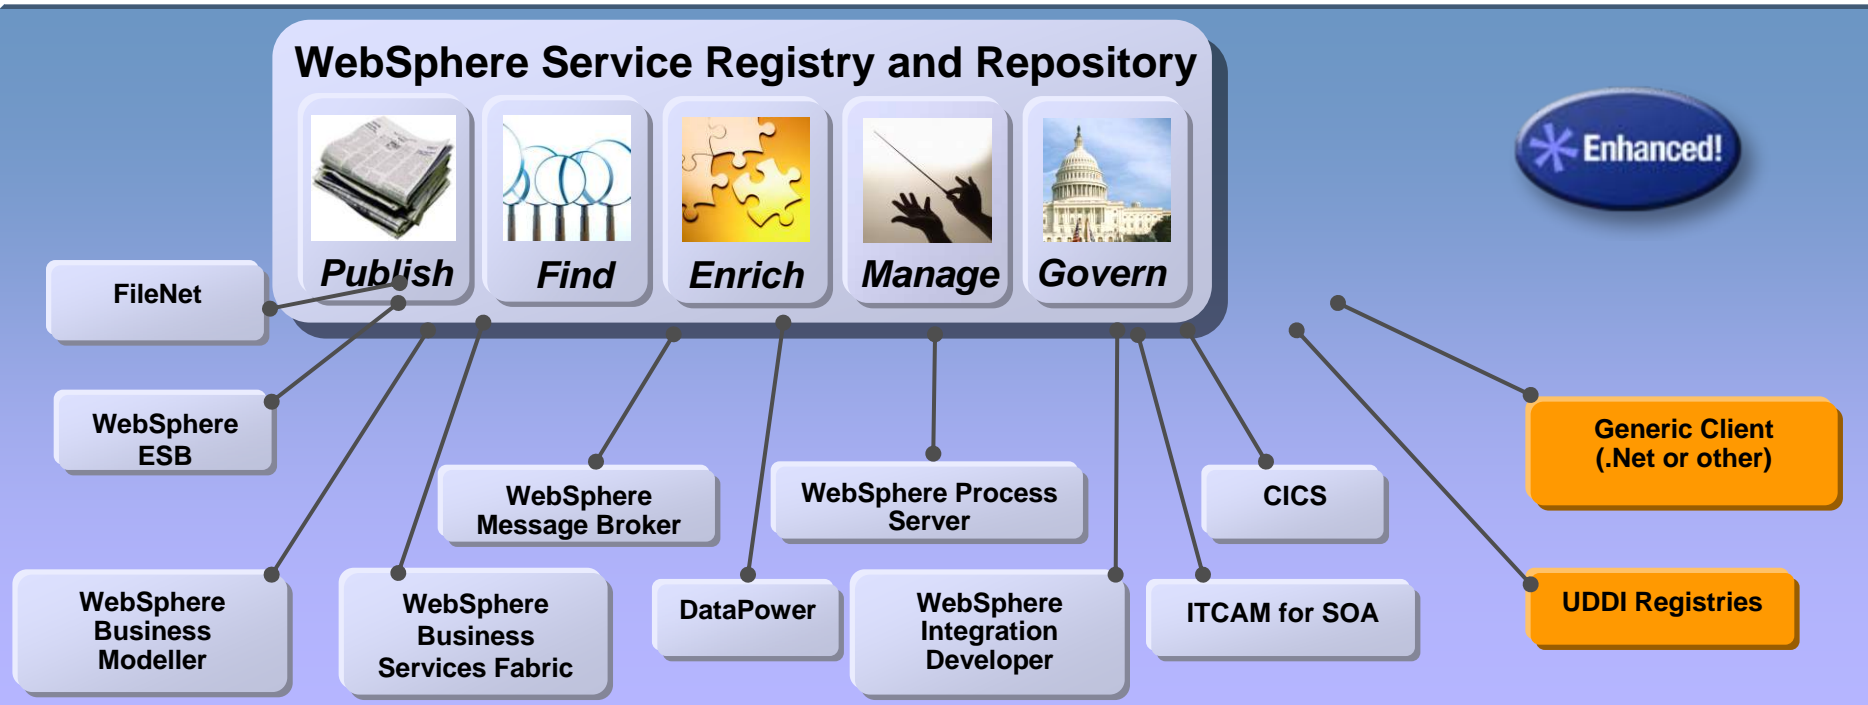 WebSphere Service Registry and Repository
Enhanced!
Publish
Find
Enrich
Manage
Govern
FileNet
WebSphere
ESB
Generic Client
(.Net or other)
WebSphere
Message Broker
WebSphere Process
Server
CICS
WebSphere
Business
Modeller
WebSphere
Business
Services Fabric
DataPower
WebSphere
Integration
Developer
ITCAM for SOA
UDDI Registries